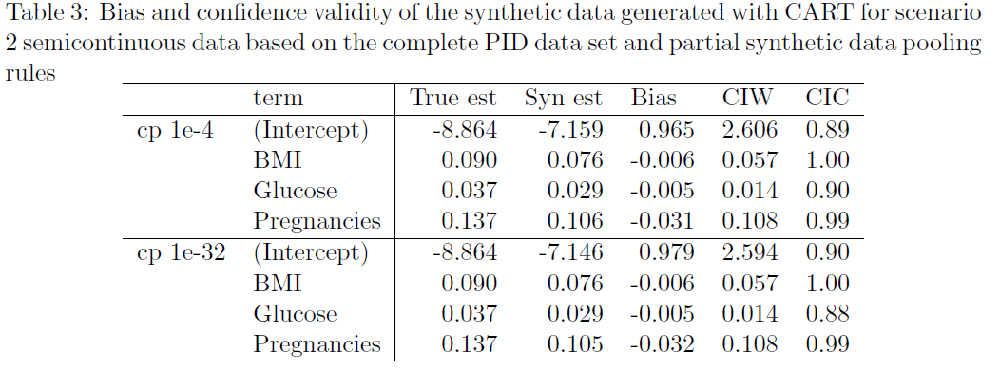 Table 3: Bias and confidence validity of the synthetic data generated with CART for scenario
2 semicontinuous data based on the complete PID data set and partial synthetic data pooling
rules
term True est Syn est Bias CIW CIC
cp 1e-4 (Intercept) -8.864 -7.159 0.965 2.606 0.89
BMI 0.090 0.076 -0.006 0.057 1.00
Glucose 0.037 0.029 -0.005 0.014 0.90
Pregnancies 0.137 0.106 -0.031 0.108 0.99
cp 1e-32 (Intercept) -8.864 -7.146 0.979 2.594 0.90
BMI 0.090 0.076 -0.006 0.057 1.00
Glucose 0.037 0.029 -0.005 0.014 0.88
Pregnancies 0.137 0.105 -0.032 0.108 0.99